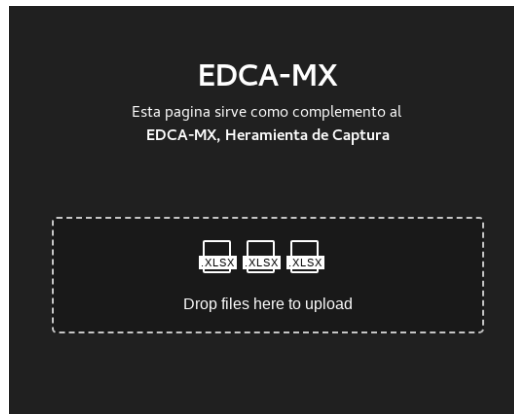 EDCA-MX
Esta pagina sirve como complemento al
EDCA-MX, Heramienta de Captura
.XLSX .XLSX .XLSX
Drop files here to upload